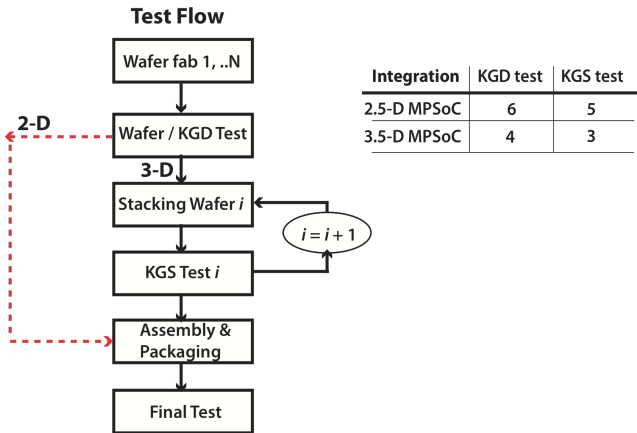 Test Flow
Wafer fab 1, ..N
2-D
Wafer / KGD Test
3-D
Stacking Wafer i
i = i + 1
KGS Test i
Assembly &
Packaging
Final Test
Integration KGD test KGS test
2.5-D MPSoC 6 5
3.5-D MPSoC 4 3